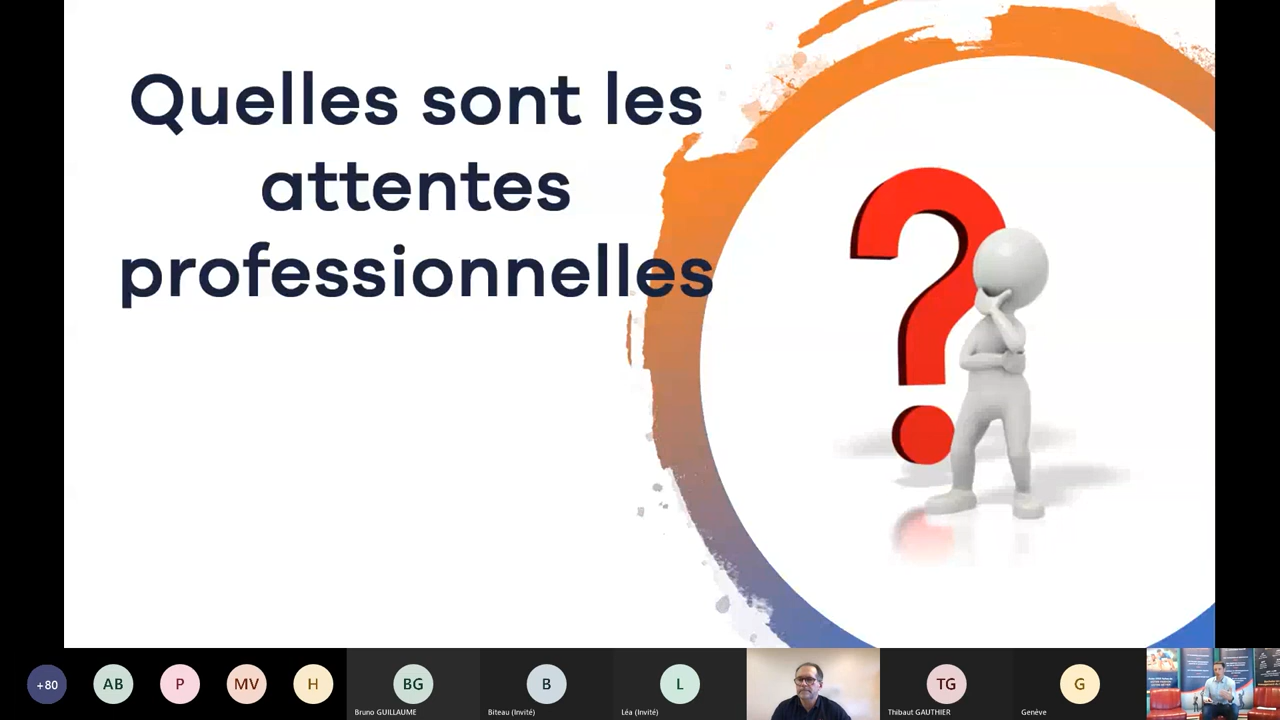 Quelles sont les
attentes
professionnelles
+80
AB
P
MV
H
BG
Bruno GUILLAUME
B
Biteau (Invité)
L
Léa (Invité)
TG
Thibaut GAUTHIER
G
Genève